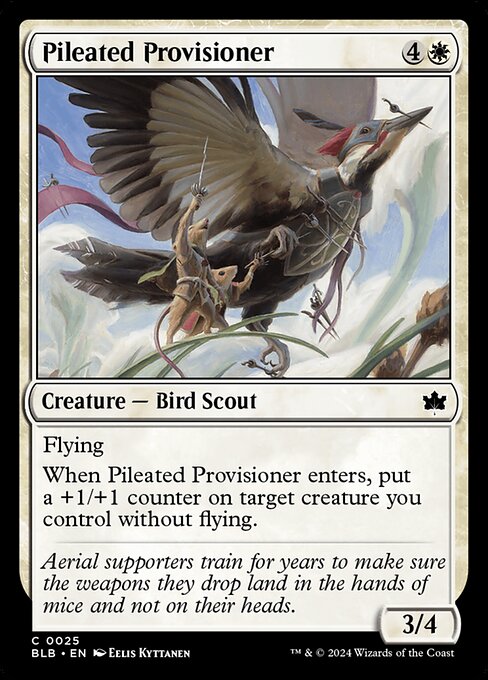 Pileated Provisioner 4
Creature — Bird Scout
Flying
When Pileated Provisioner enters, put
a +1/+1 counter on target creature you
control without flying.
Aerial supporters train for years to make sure
the weapons they drop land in the hands of
mice and not on their heads.
3/4
C 0025
BLB • EN Eelis Kyttanen
™ & © 2024 Wizards of the Coast